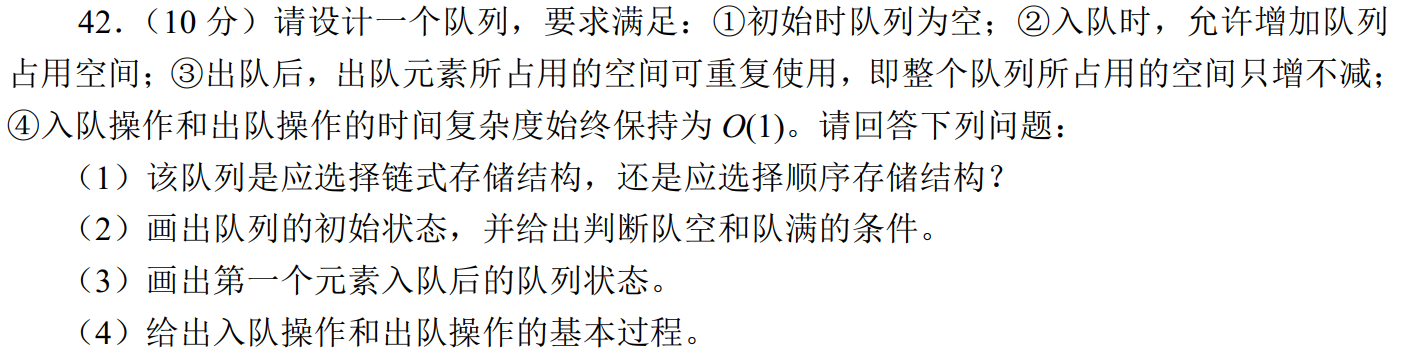 42.（10 分）请设计一个队列，要求满足：①初始时队列为空；②入队时，允许增加队列
占用空间；③出队后，出队元素所占用的空间可重复使用，即整个队列所占用的空间只增不减；
④入队操作和出队操作的时间复杂度始终保持为 O(1)。请回答下列问题：
（1）该队列是应选择链式存储结构，还是应选择顺序存储结构？
（2）画出队列的初始状态，并给出判断队空和队满的条件。
（3）画出第一个元素入队后的队列状态。
（4）给出入队操作和出队操作的基本过程。